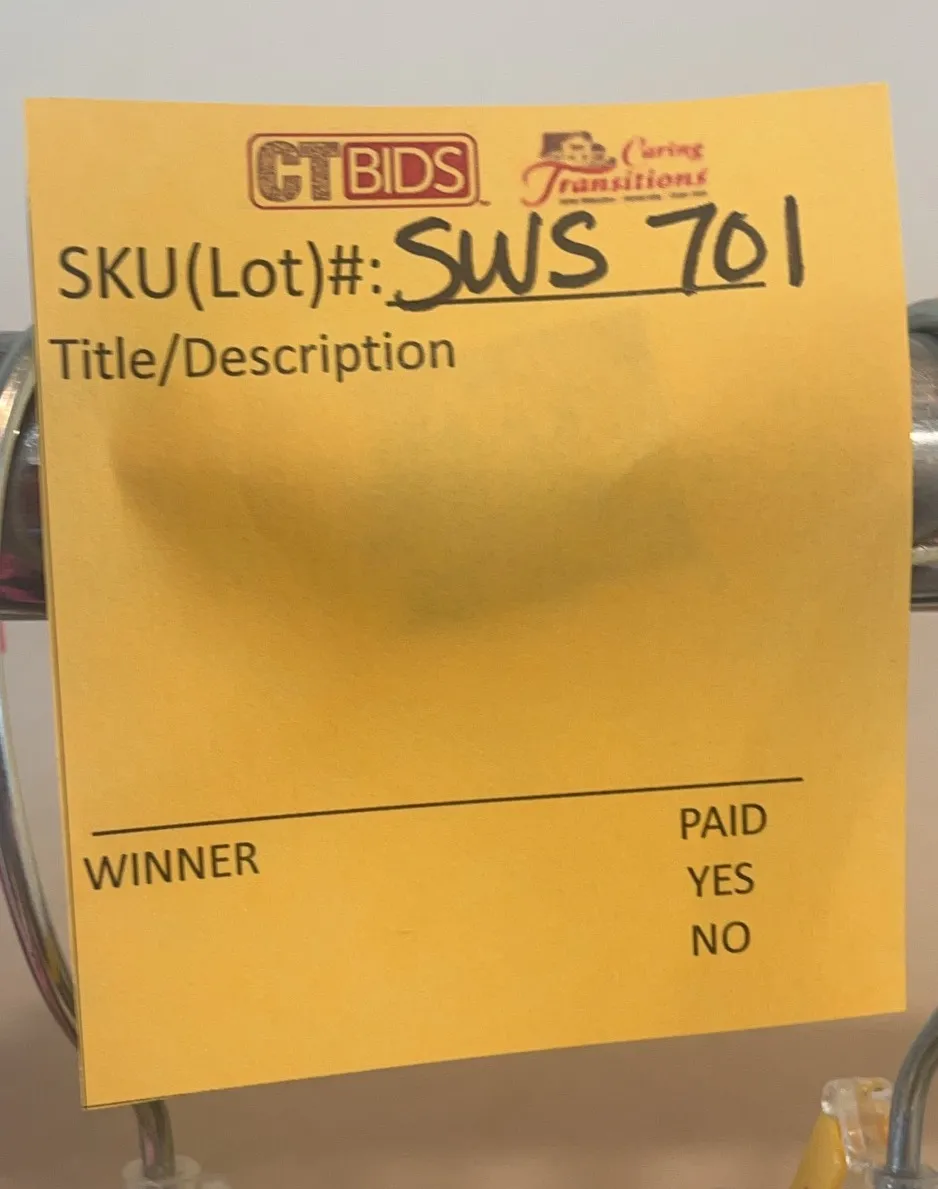 CTBIDS
Caring
Transitions
SKU(Lot)#: SWS 701
Title/Description
WINNER
PAID
YES
NO